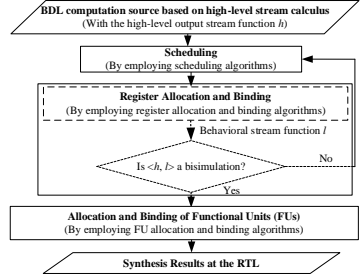 BDL computation source based on high-level stream calculus
(With the high-level output stream function h)
Scheduling
(By employing scheduling algorithms)
Register Allocation and Binding
(By employing register allocation and binding algorithms)
Behavioral stream function l
Is <h, l> a bisimulation?
No
Yes
Allocation and Binding of Functional Units (FUs)
(By employing FU allocation and binding algorithms)
Synthesis Results at the RTL